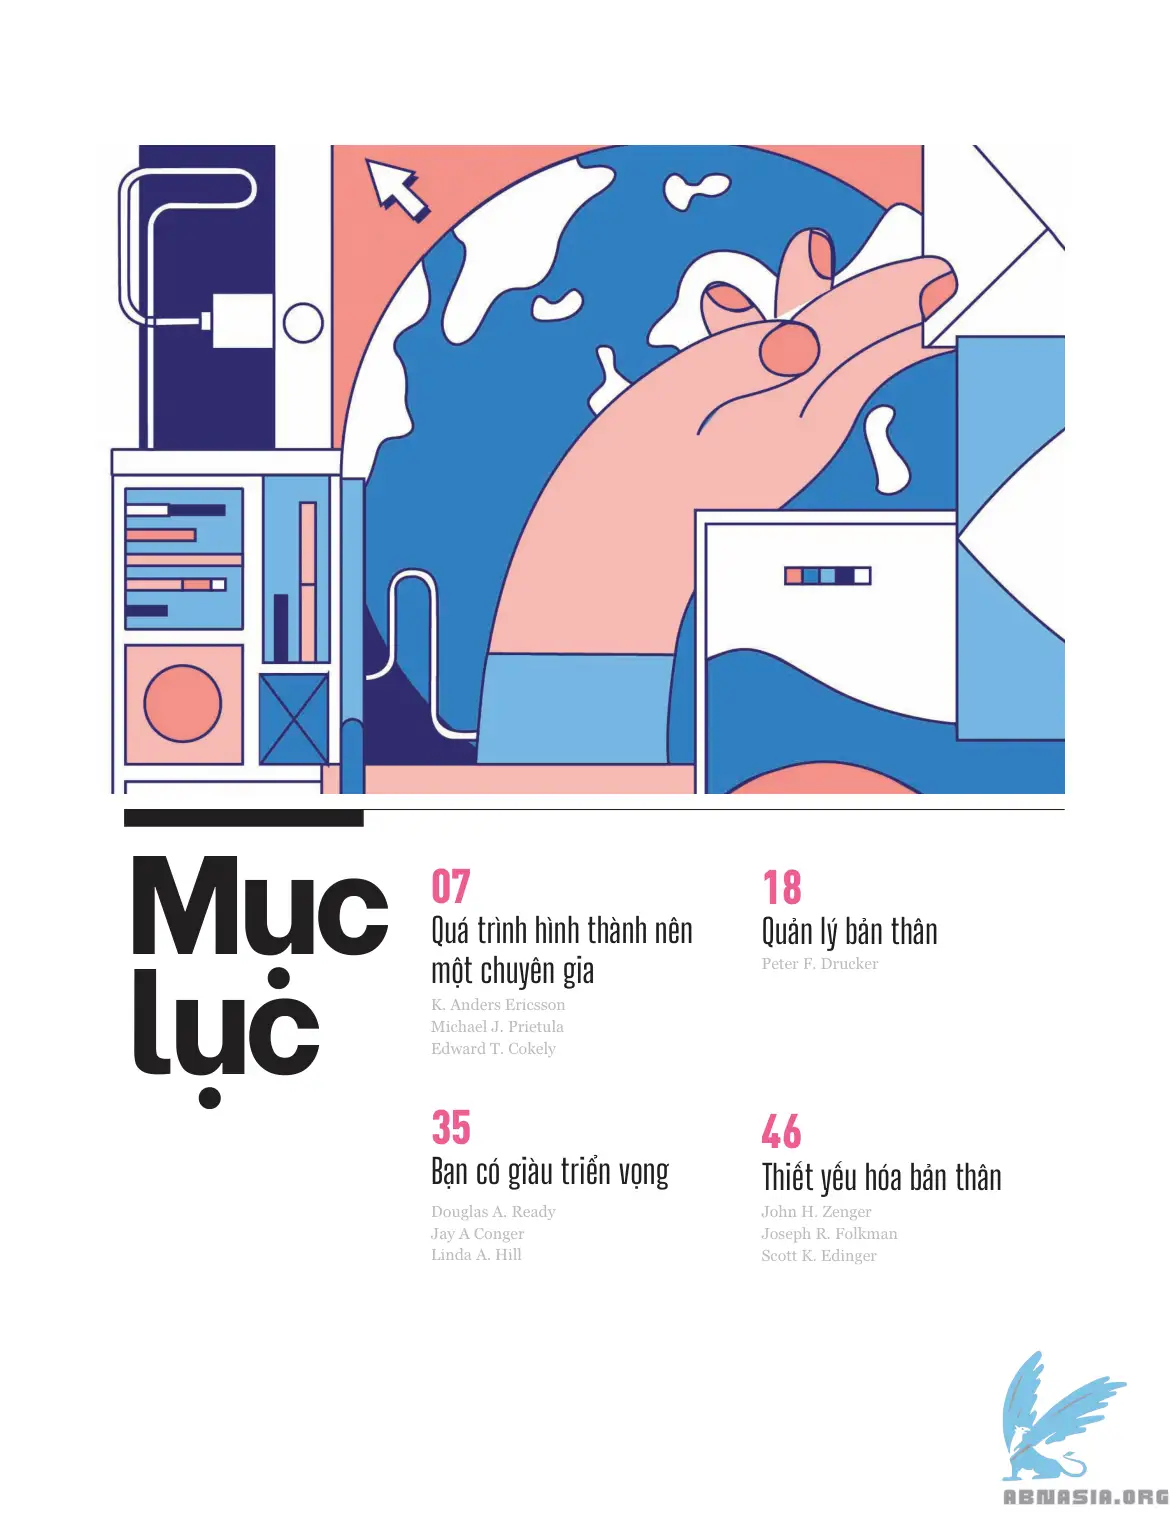 Mục
lục
07
Quá trình hình thành nên
một chuyên gia
K. Anders Ericsson
Michael J. Prietula
Edward T. Cokely
18
Quản lý bản thân
Peter F. Drucker
35
Bạn có giàu triển vọng
Douglas A. Ready
Jay A Conger
Linda A. Hill
46
Thiết yếu hóa bản thân
John H. Zenger
Joseph R. Folkman
Scott K. Edinger
ABNASIA.ORG